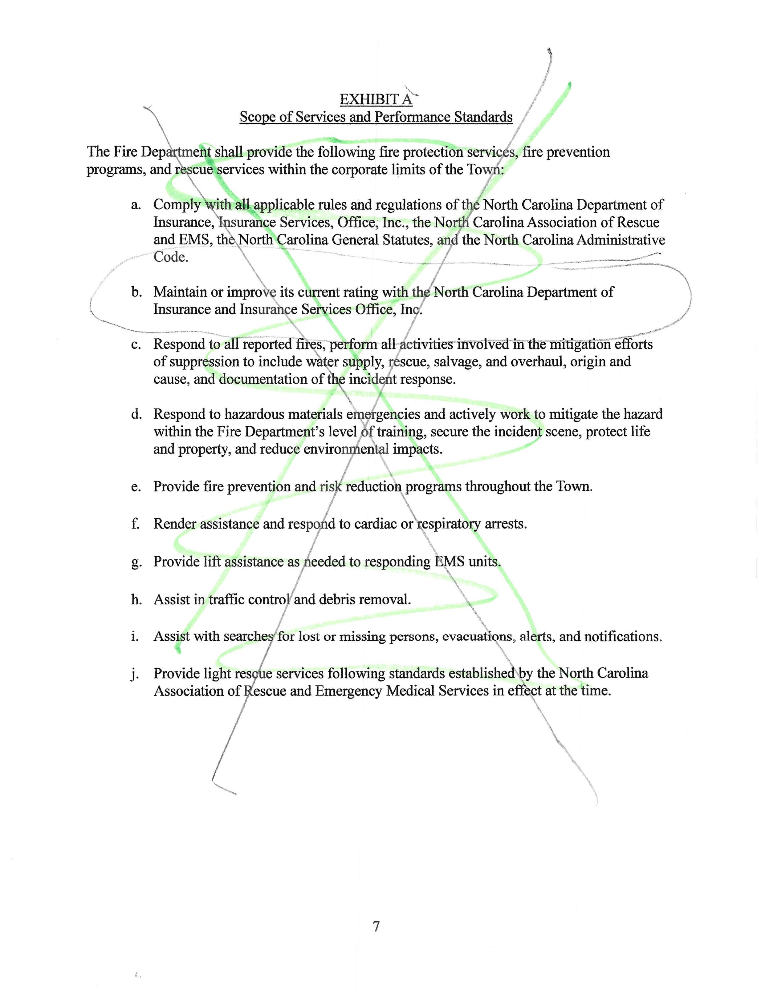 EXHIBIT A
Scope of Services and Performance Standards
The Fire Department shall provide the following fire protection services, fire prevention
programs, and rescue services within the corporate limits of the Town:
a. Comply with all applicable rules and regulations of the North Carolina Department of
Insurance, Insurance Services, Office, Inc., the North Carolina Association of Rescue
and EMS, the North Carolina General Statutes, and the North Carolina Administrative
Code.
b. Maintain or improve its current rating with the North Carolina Department of
Insurance and Insurance Services Office, Inc.
c. Respond to all reported fires, perform all activities involved in the mitigation efforts
of suppression to include water supply, rescue, salvage, and overhaul, origin and
cause, and documentation of the incident response.
d. Respond to hazardous materials emergencies and actively work to mitigate the hazard
within the Fire Department's level of training, secure the incident scene, protect life
and property, and reduce environmental impacts.
e. Provide fire prevention and risk reduction programs throughout the Town.
f. Render assistance and respond to cardiac or respiratory arrests.
g. Provide lift assistance as needed to responding EMS units.
h. Assist in traffic control and debris removal.
i. Assist with searches for lost or missing persons, evacuations, alerts, and notifications.
j. Provide light rescue services following standards established by the North Carolina
Association of Rescue and Emergency Medical Services in effect at the time.
7